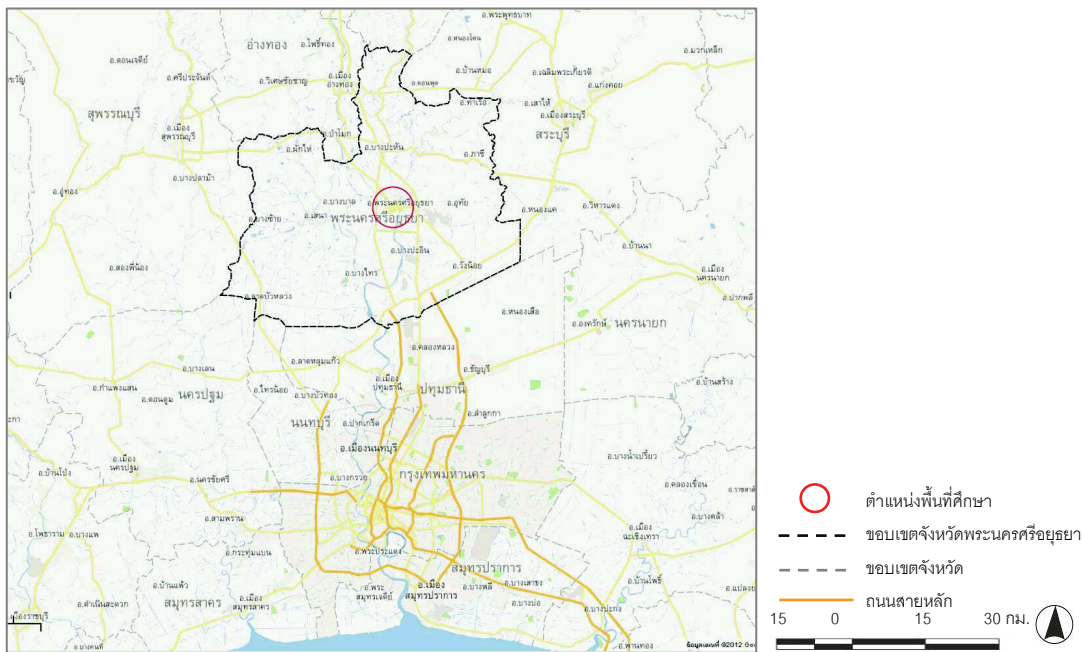 อ.พระพุทธบาท
อ.หนองโดน
อ่างทอง
อ.โพธิ์ทอง
อ.ดอนเจดีย์
อ.มวกเหล็ก
อ.ศรีประจันต์
อ.วิเศษชัยชาญ
อ.เมือง
อ่างทอง
อ.ดอนพุด
อ.บ้านหมอ
อ.เฉลิมพระเกียรติ
อ.แก่งคอย
อ.ท่าเรือ
อ.เสาไห้
อ.เมืองสระบุรี
สุพรรณบุรี
อ.เมือง
สุพรรณบุรี
อ.ป่าโมก
สระบุรี
อ.ผักไห่
อ.บางปะหัน
อ.ภาชี
อ.บางปลาม้า
อ.อู่ทอง
อ.บางบาล
อ.พระนครศรีอยุธยา
อ.อุทัย
อ.หนองแค
อ.วิหารแดง
อ.บางซ้าย
อ.เสนา
พระนครศรีอยุธยา
อ.บางปะอิน
อ.บ้านนา
อ.สองพี่น้อง
อ.บางไทร
อ.วังน้อย
อ.เมือง
นครนายก
อ.ลาดบัวหลวง
อ.ปากพลี
อ.หนองเสือ
อ.องครักษ์
นครนายก
อ.คลองหลวง
อ.ลาดหลุมแก้ว
อ.บางเลน
อ.ธัญบุรี
อ.กำแพงแสน
นครปฐม
อ.ไทรน้อย
อ.เมือง
ปทุมธานี
ปทุมธานี
อ.บ้านสร้าง
อ.ดอนตูม
อ.บางบัวทอง
อ.ลำลูกกา
นนทบุรี
อ.ปากเกร็ด
อ.เมืองนนทบุรี
อ.บางน้ำเปรี้ยว
อ.เมือง
นครปฐม
อ.บ้านโป่ง
อ.นครชัยศรี
อ.บางกรวย
กรุงเทพมหานคร
อ.คลองเขื่อน
อ.สามพราน
อ.บางคล้า
อ.เมือง
ฉะเชิงเทรา
อ.โพธาราม
อ.บางแพ
อ.กระทุ่มแบน
อ.พระประแดง
สมุทรปราการ
อ.บ้านแพ้ว
อ.ดำเนินสะดวก
สมุทรสาคร
อ.เมือง
สมุทรสาคร
อ.พระ
สมุทรเจดีย์
อ.เมือง
สมุทรปราการ
อ.บางพลี
อ.บางเสาธง
อ.บ้านโพธิ์
อ.บางบ่อ
อ.บางปะกง
อ.พานทอง
อ.บางคนที
ข้อมูลแผนที่ ©2012
ตำแหน่งพื้นที่ศึกษา
ขอบเขตจังหวัดพระนครศรีอยุธยา
ขอบเขตจังหวัด
ถนนสายหลัก
15 0 15 30 กม.